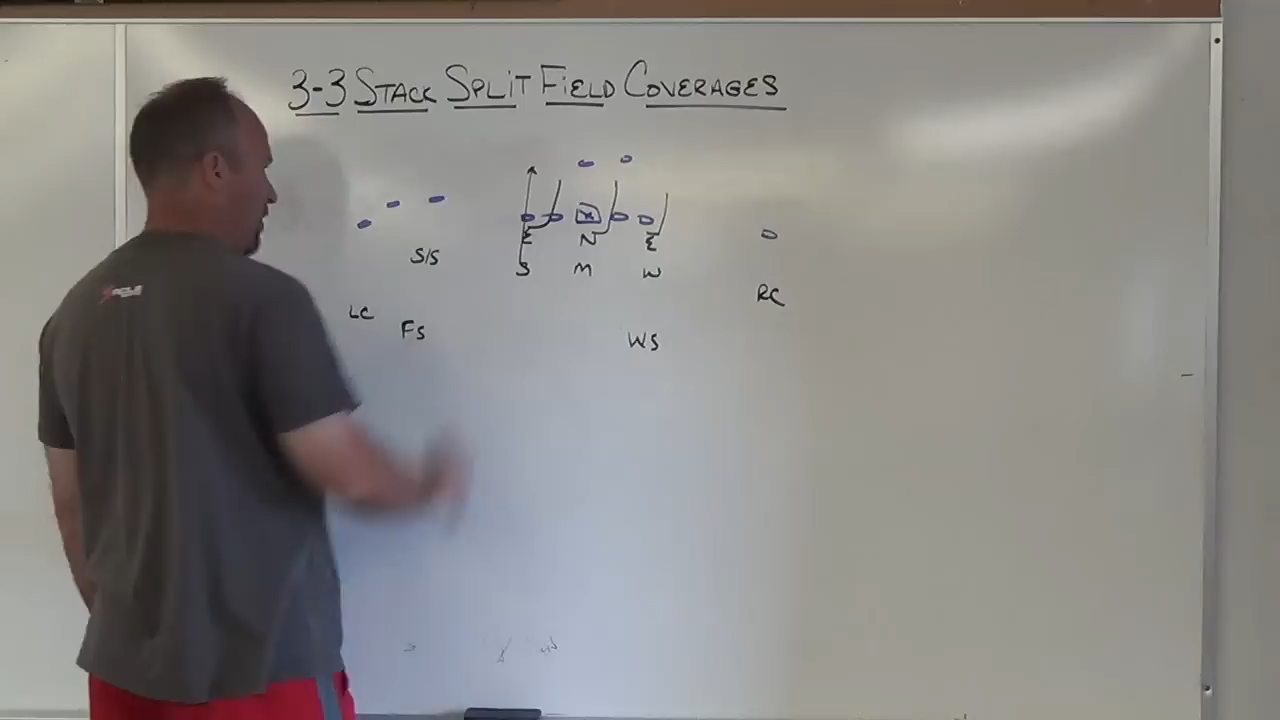 3-3 STACK SPLIT FIELD COVERAGES
X
E N E
S/S S M W
LC RC
FS WS